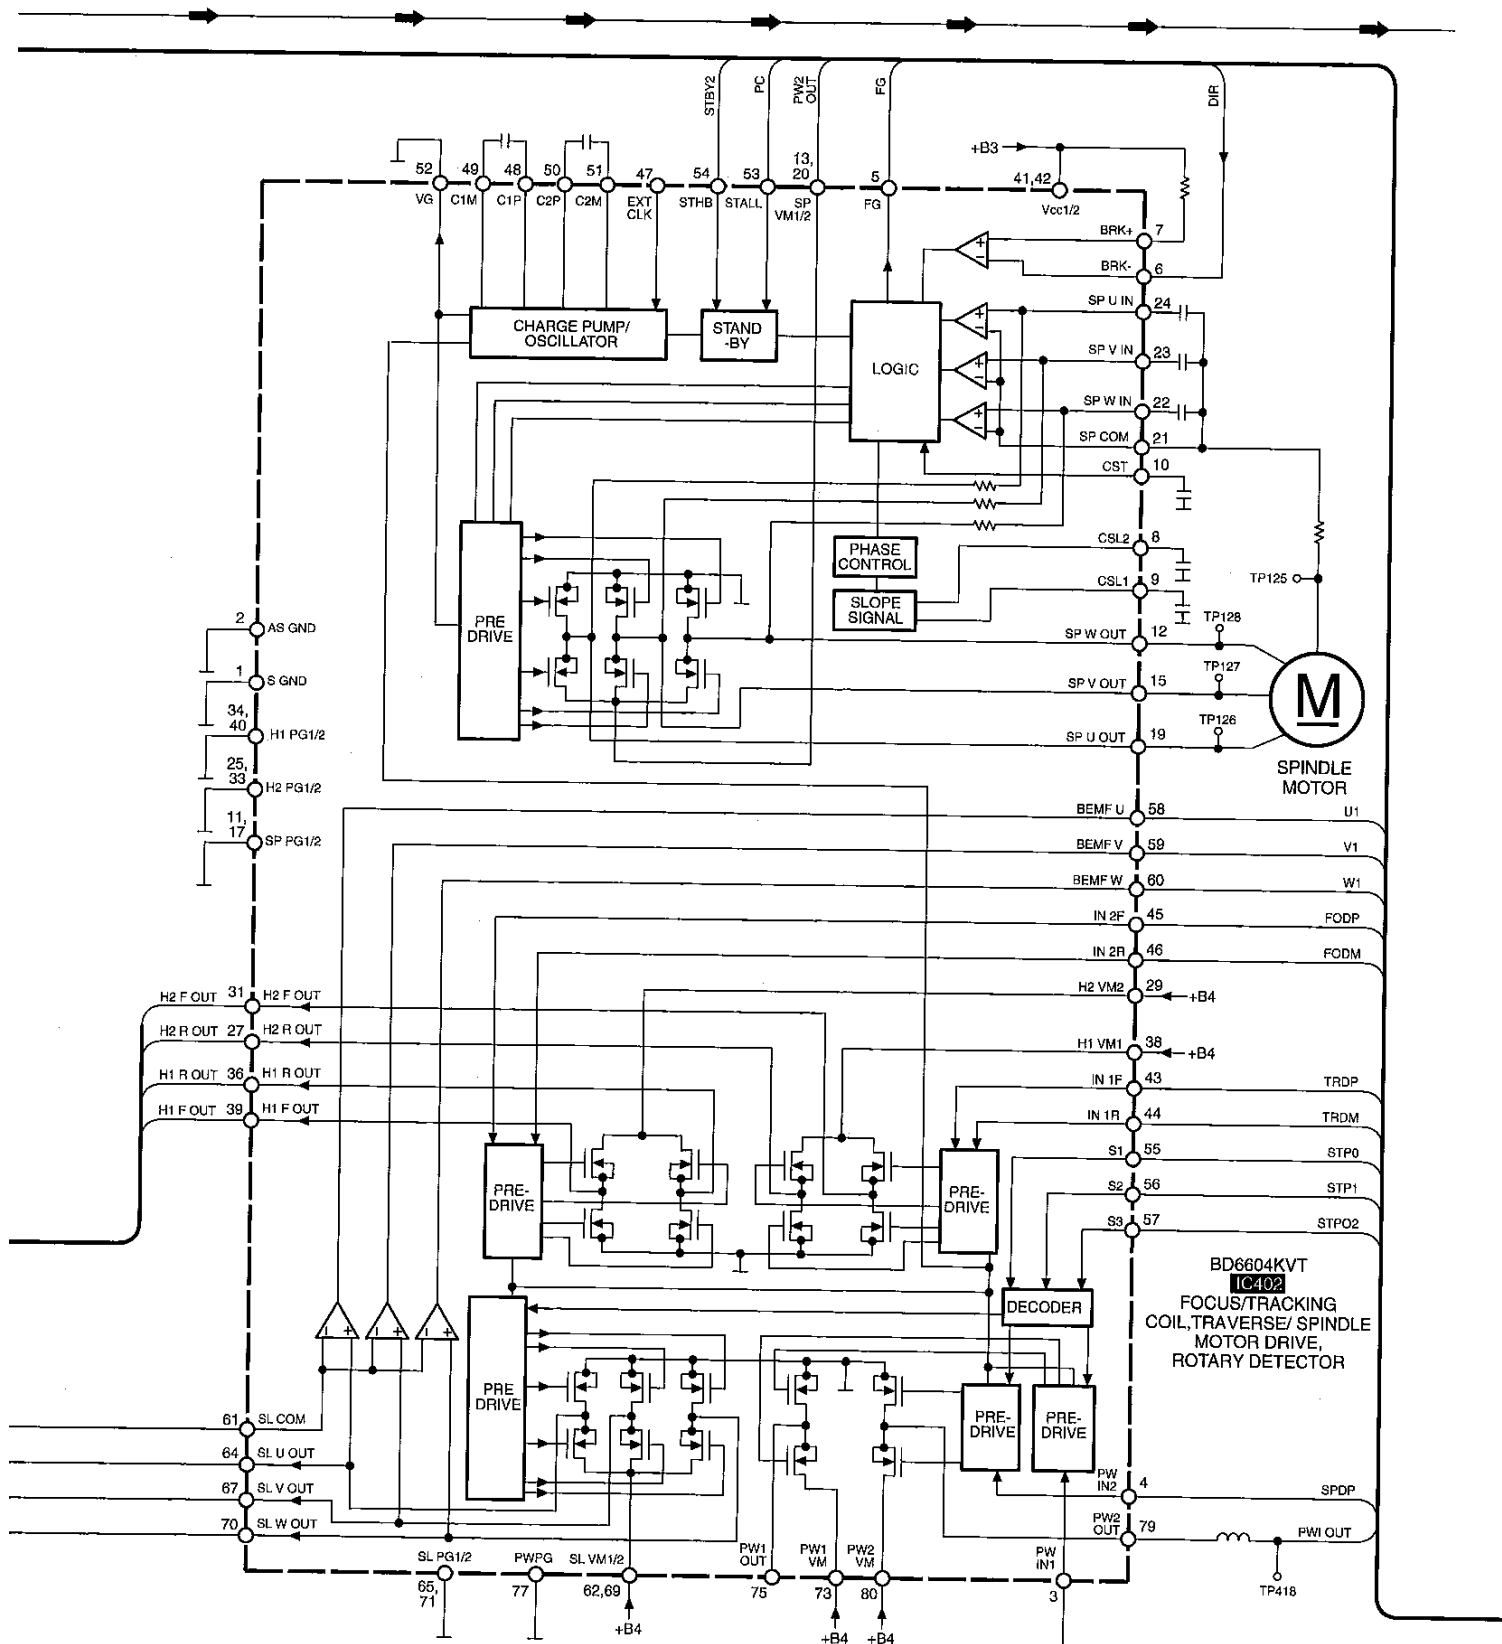 STBY2
PC
PW2
OUT
FG
DIR
+B3
52
49
48
50
51
47
54
53
13,
20
5
41,42
VG
C1M
C1P
C2P
C2M
EXT
CLK
STHB
STALL
SP
VM1/2
FG
Vcc1/2
BRK+
7
BRK-
6
SP U IN
24
CHARGE PUMP/
OSCILLATOR
STAND
-BY
LOGIC
SP V IN
23
SP W IN
22
SP COM
21
CST
10
PHASE
CONTROL
CSL2
8
SLOPE
SIGNAL
CSL1
9
TP125
PRE
DRIVE
2
AS GND
1
S GND
34,
40
H1 PG1/2
25,
33
H2 PG1/2
11,
17
SP PG1/2
SP W OUT
12
TP128
SP V OUT
15
TP127
SP U OUT
19
TP126
M
SPINDLE
MOTOR
BEMF U
58
U1
BEMF V
59
V1
BEMF W
60
W1
IN 2F
45
FODP
IN 2R
46
FODM
H2 F OUT
31
H2 F OUT
H2 VM2
29
+B4
H2 R OUT
27
H2 R OUT
H1 VM1
38
+B4
H1 R OUT
36
H1 R OUT
IN 1F
43
TRDP
H1 F OUT
39
H1 F OUT
IN 1R
44
TRDM
S1
55
STP0
S2
56
STP1
S3
57
STPO2
PRE-
DRIVE
PRE-
DRIVE
BD6604KVT
IC402
FOCUS/TRACKING
COIL,TRAVERSE/ SPINDLE
MOTOR DRIVE,
ROTARY DETECTOR
DECODER
PRE
DRIVE
PRE-
DRIVE
PRE-
DRIVE
61
SL COM
64
SL U OUT
67
SL V OUT
70
SL W OUT
PW
IN2
4
SPDP
PW2
OUT
79
PWI OUT
TP418
SL PG1/2
65,
71
PWPG
77
SL VM1/2
62,69
+B4
PW1
OUT
75
PW1
VM
73
+B4
PW2
VM
80
+B4
PW
IN1
3